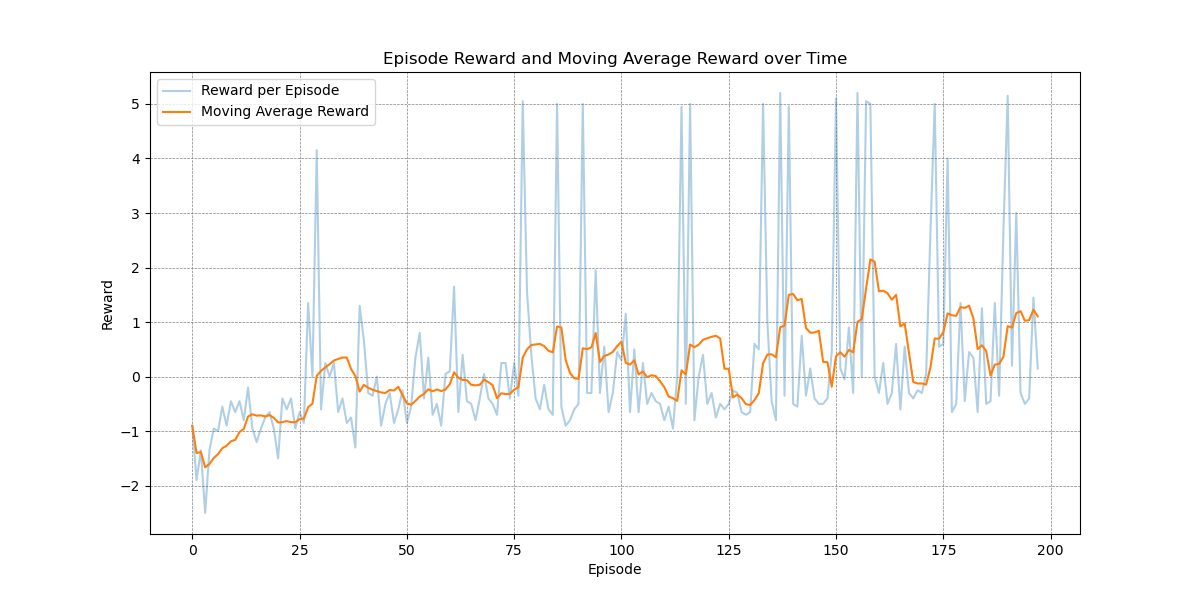 Episode Reward and Moving Average Reward over Time
Reward per Episode
Moving Average Reward
Reward
5
4
3
2
1
0
−1
−2
0 25 50 75 100 125 150 175 200
Episode